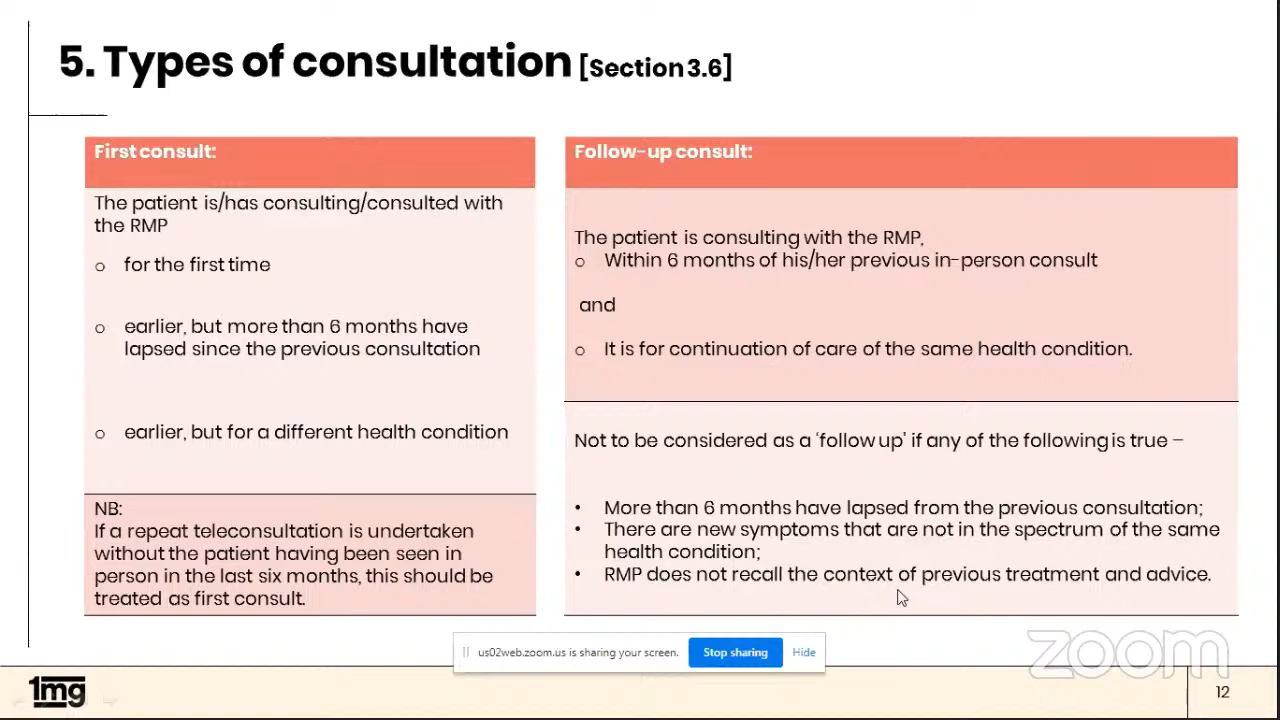 5. Types of consultation [Section 3.6]
First consult:
The patient is/has consulting/consulted with
the RMP
o for the first time
o earlier, but more than 6 months have
lapsed since the previous consultation
o earlier, but for a different health condition
NB:
If a repeat teleconsultation is undertaken
without the patient having been seen in
person in the last six months, this should be
treated as first consult.
Follow-up consult:
The patient is consulting with the RMP,
o Within 6 months of his/her previous in-person consult
and
o It is for continuation of care of the same health condition.
Not to be considered as a ‘follow up’ if any of the following is true –
• More than 6 months have lapsed from the previous consultation;
• There are new symptoms that are not in the spectrum of the same
health condition;
• RMP does not recall the context of previous treatment and advice.
us02web.zoom.us is sharing your screen. Stop sharing Hide
zoom
1mg
12